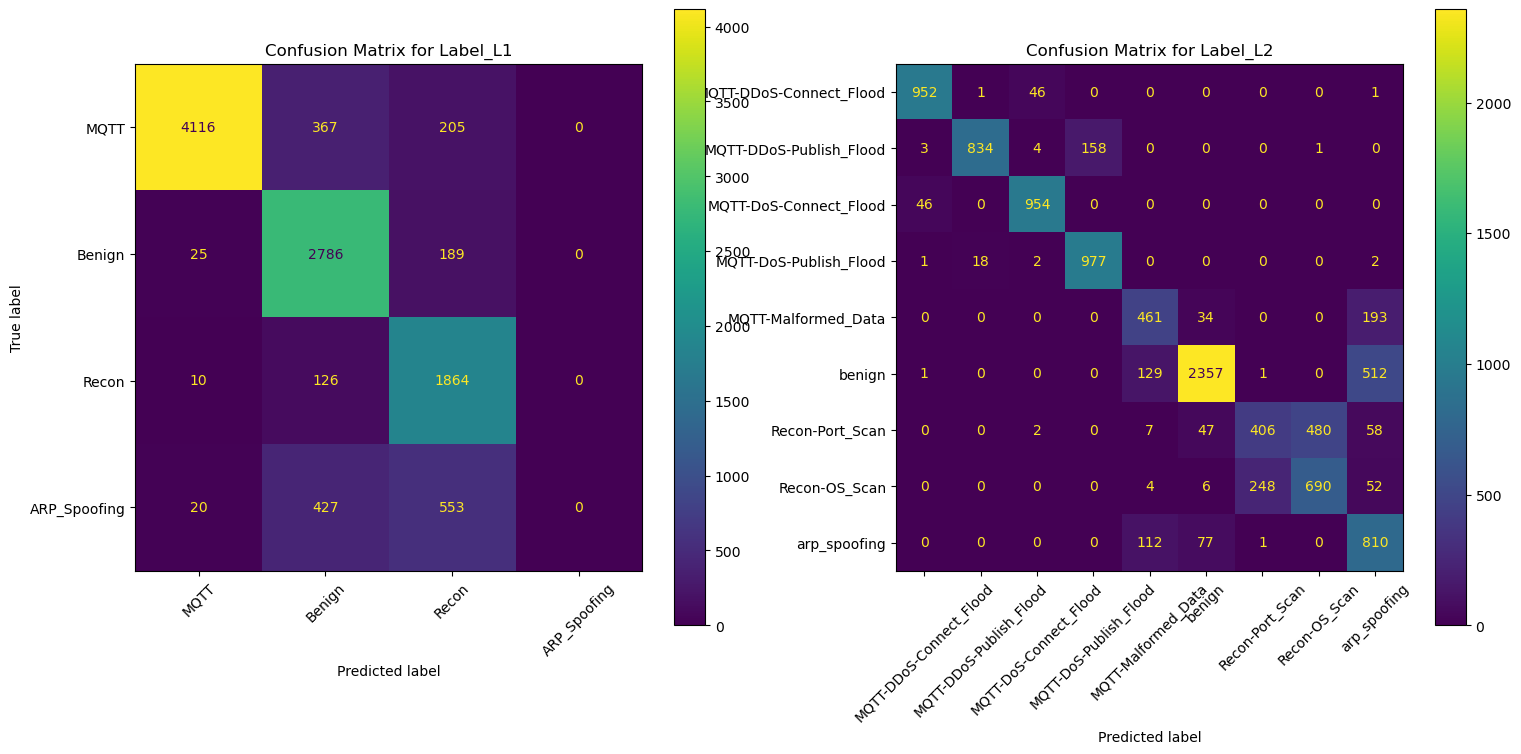 Confusion Matrix for Label_L1
True label
MQTT
Benign
Recon
ARP_Spoofing
4116 367 205 0
25 2786 189 0
10 126 1864 0
20 427 553 0
MQTT
Benign
Recon
ARP_Spoofing
Predicted label
4000
3500
3000
2500
2000
1500
1000
500
0
Confusion Matrix for Label_L2
MQTT-DDoS-Connect_Flood 952 1 46 0 0 0 0 0 1
MQTT-DDoS-Publish_Flood 3 834 4 158 0 0 0 1 0
MQTT-DoS-Connect_Flood 46 0 954 0 0 0 0 0 0
MQTT-DoS-Publish_Flood 1 18 2 977 0 0 0 0 2
MQTT-Malformed_Data 0 0 0 0 461 34 0 0 193
benign 1 0 0 0 129 2357 1 0 512
Recon-Port_Scan 0 0 2 0 7 47 406 480 58
Recon-OS_Scan 0 0 0 0 4 6 248 690 52
arp_spoofing 0 0 0 0 112 77 1 0 810
MQTT-DDoS-Connect_Flood
MQTT-DDoS-Publish_Flood
MQTT-DoS-Connect_Flood
MQTT-DoS-Publish_Flood
MQTT-Malformed_Data
benign
Recon-Port_Scan
Recon-OS_Scan
arp_spoofing
Predicted label
2000
1500
1000
500
0